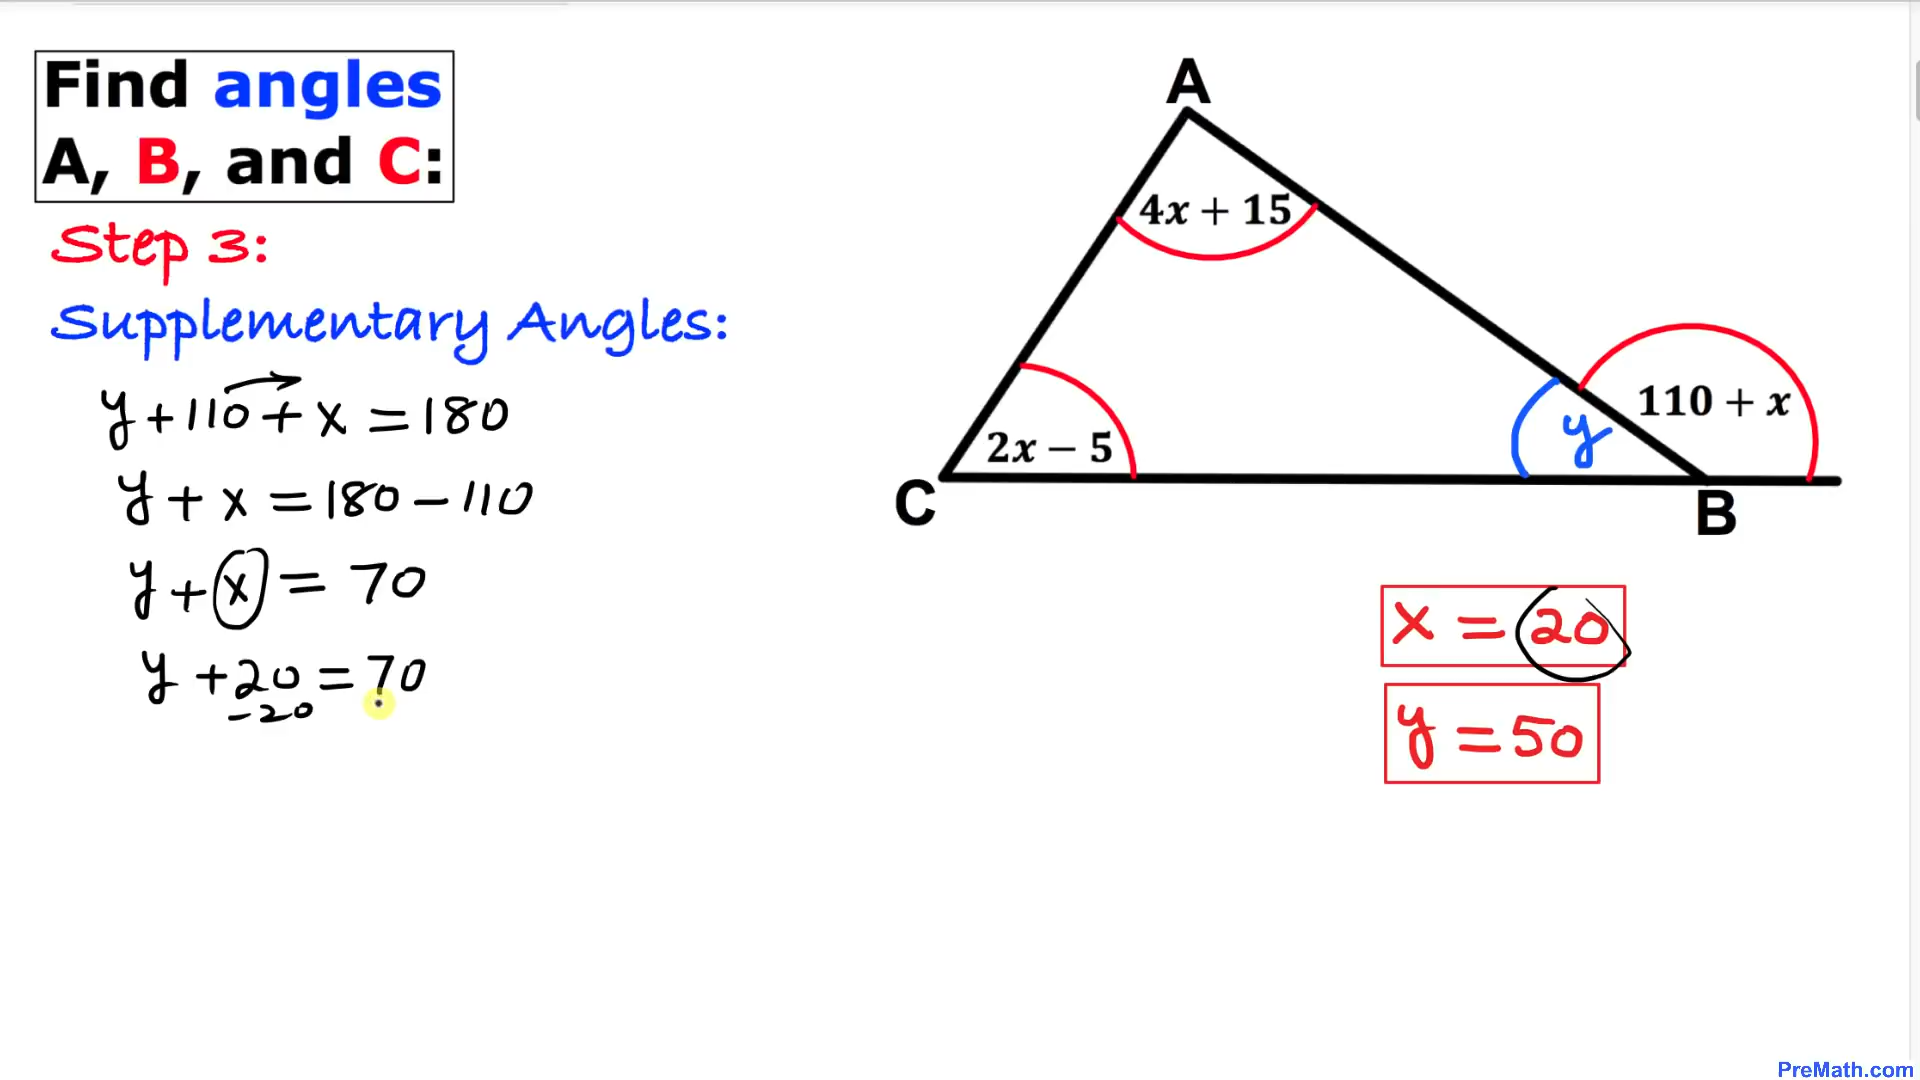 Find angles
A, B, and C:
Step 3:
Supplementary Angles:
y + 110 + x = 180
y + x = 180 - 110
y + x = 70
y + 20 = 70
-20
A
4x + 15
110 + x
y
2x − 5
C
B
x = 20
y = 50
PreMath.com